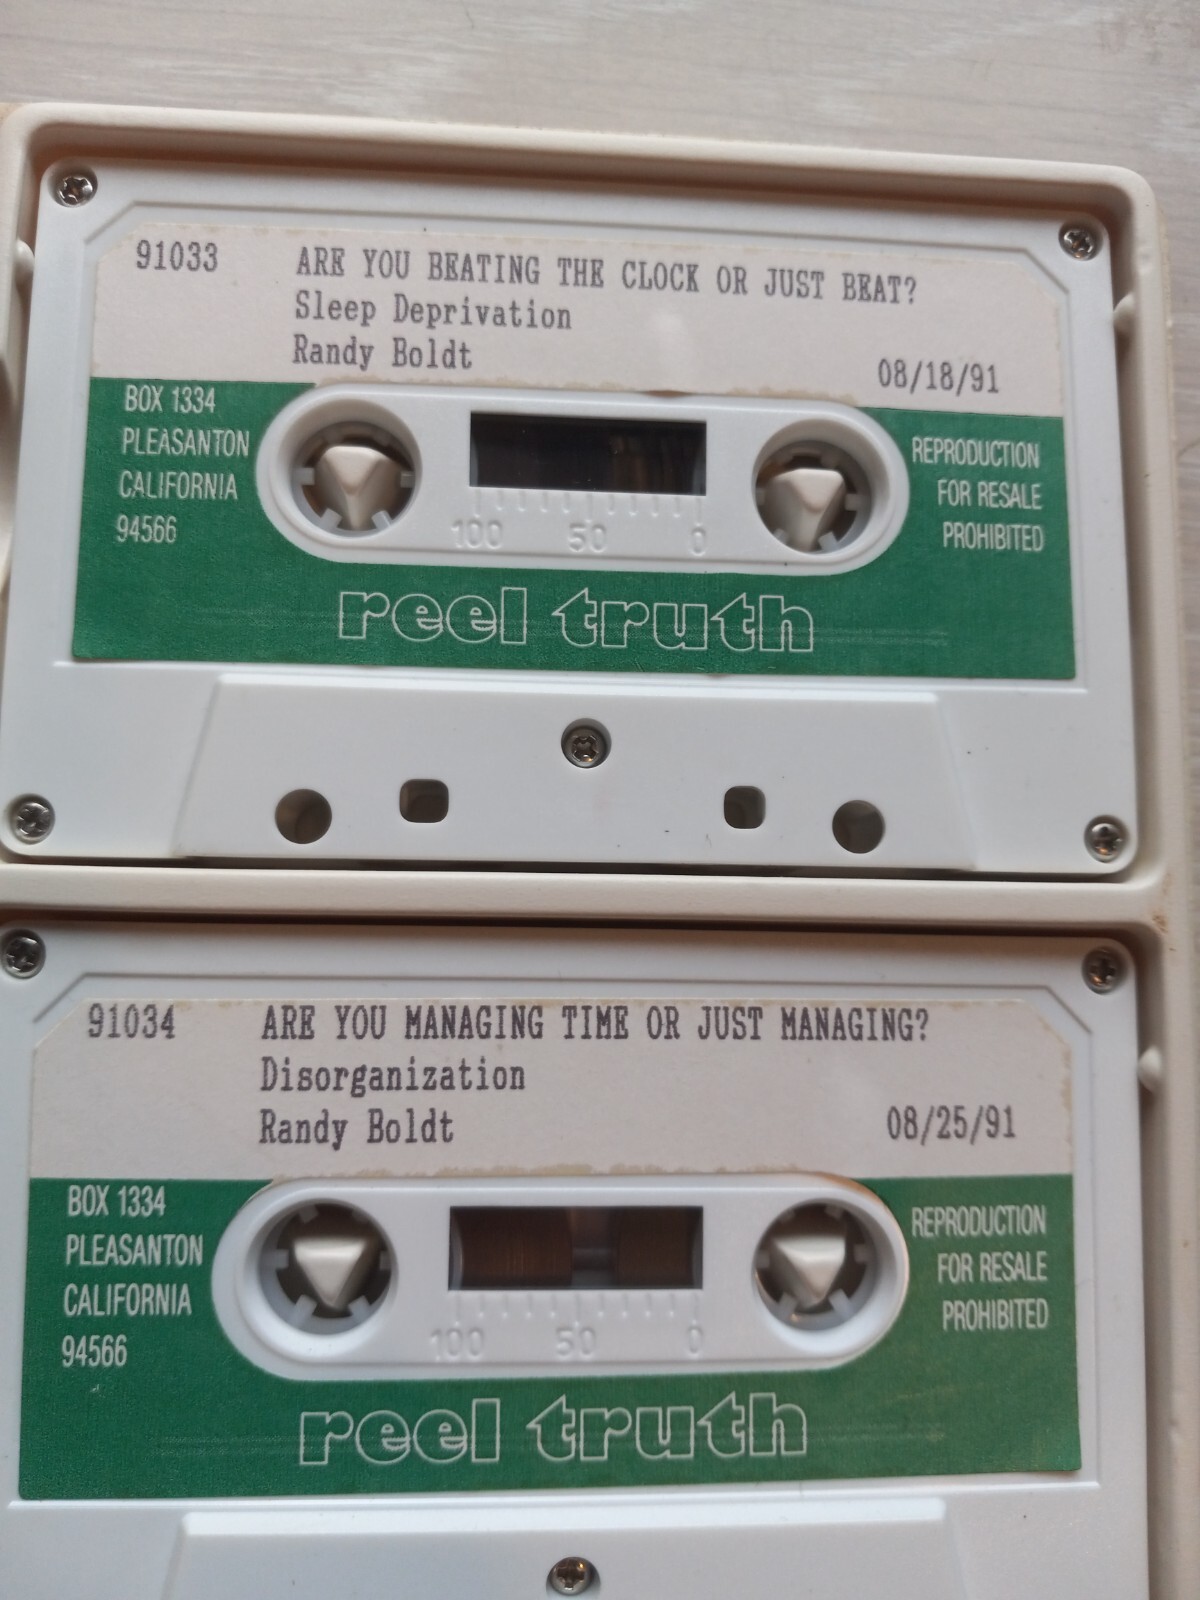 91033 ARE YOU BEATING THE CLOCK OR JUST BEAT?
Sleep Deprivation
Randy Boldt
08/18/91
BOX 1334
PLEASANTON
CALIFORNIA
94566
REPRODUCTION
FOR RESALE
PROHIBITED
100 50 0
reel truth
91034 ARE YOU MANAGING TIME OR JUST MANAGING?
Disorganization
Randy Boldt
08/25/91
BOX 1334
PLEASANTON
CALIFORNIA
94566
REPRODUCTION
FOR RESALE
PROHIBITED
100 50 0
reel truth